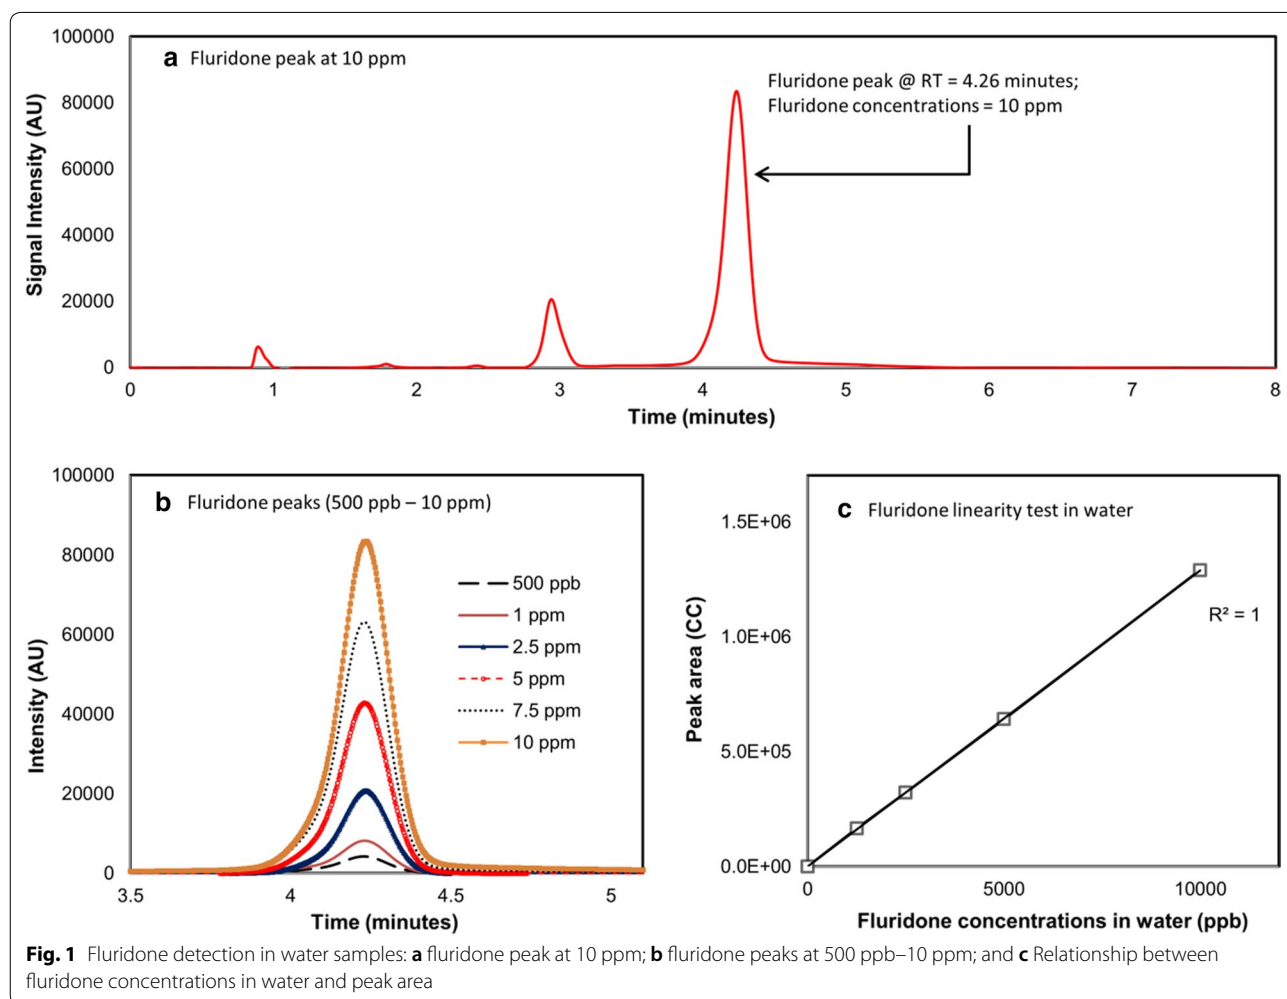 100000
80000
60000
40000
20000
0
Signal Intensity (AU)
a Fluridone peak at 10 ppm
Fluridone peak @ RT = 4.26 minutes;
Fluridone concentrations = 10 ppm
0 1 2 3 4 5 6 7 8
Time (minutes)
100000
80000
60000
40000
20000
0
Intensity (AU)
b Fluridone peaks (500 ppb – 10 ppm)
500 ppb
1 ppm
2.5 ppm
5 ppm
7.5 ppm
10 ppm
3.5 4 4.5 5
Time (minutes)
1.5E+06
1.0E+06
5.0E+05
0.0E+00
Peak area (CC)
c Fluridone linearity test in water
R² = 1
0 5000 10000
Fluridone concentrations in water (ppb)
Fig. 1 Fluridone detection in water samples: a fluridone peak at 10 ppm; b fluridone peaks at 500 ppb–10 ppm; and c Relationship between
fluridone concentrations in water and peak area